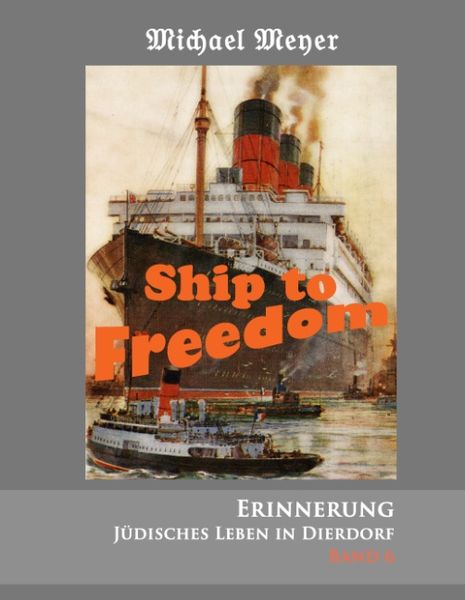 Michael Meyer
Ship to
Freedom
Erinnerung
Jüdisches Leben in Dierdorf
Band 6